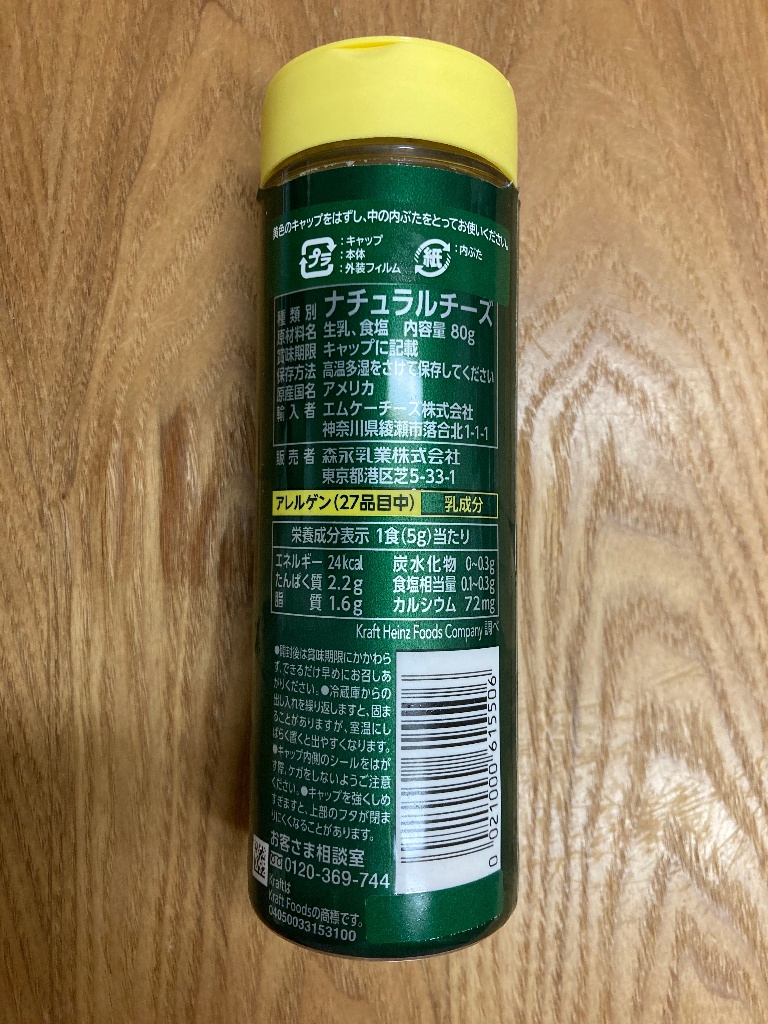 黄色のキャップをはずし、中の内ぶたをとってお使いください。
プラ :キャップ :本体 :外装フィルム
紙 :内ぶた
種類別 ナチュラルチーズ
原材料名 生乳、食塩 内容量 80g
賞味期限 キャップに記載
保存方法 高温多湿をさけて保存してください
原産国名 アメリカ
輸入者 エムケーチーズ株式会社
神奈川県綾瀬市落合北1-1-1
販売者 森永乳業株式会社
東京都港区芝5-33-1
アレルゲン(27品目中) 乳成分
栄養成分表示 1食(5g)当たり
エネルギー 24kcal 炭水化物 0~0.3g
たんぱく質 2.2g 食塩相当量 0.1~0.3g
脂質 1.6g カルシウム 72mg
Kraft Heinz Foods Company 調べ
●開封後は賞味期限にかかわら
ず、できるだけ早めにお召しあ
がりください。●冷蔵庫からの
出し入れを繰り返しますと、固ま
ることがありますが、室温にし
ばらく置くと出やすくなります。
●キャップ内側のシールをはが
す際、ケガをしないようご注意
ください。●キャップを強くしめ
すぎますと、上部のフタが閉ま
りにくくなることがあります。
0 021000 615506
お客さま相談室
0120-369-744
Kraftは
Kraft Foodsの商標です。
04050033153100